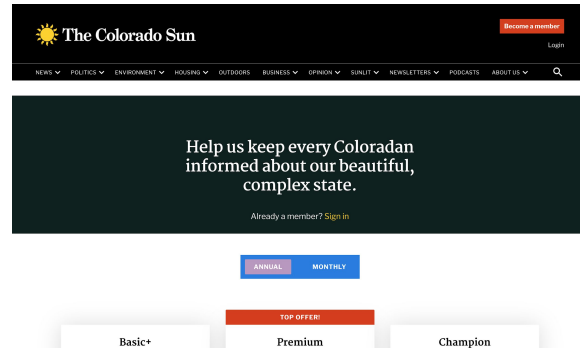 Become a member
The Colorado Sun
Login
NEWS POLITICS ENVIRONMENT HOUSING OUTDOORS BUSINESS OPINION SUNLIT NEWSLETTERS PODCASTS ABOUT US
Help us keep every Coloradan
informed about our beautiful,
complex state.
Already a member? Sign in
ANNUAL MONTHLY
TOP OFFER!
Basic+ Premium Champion